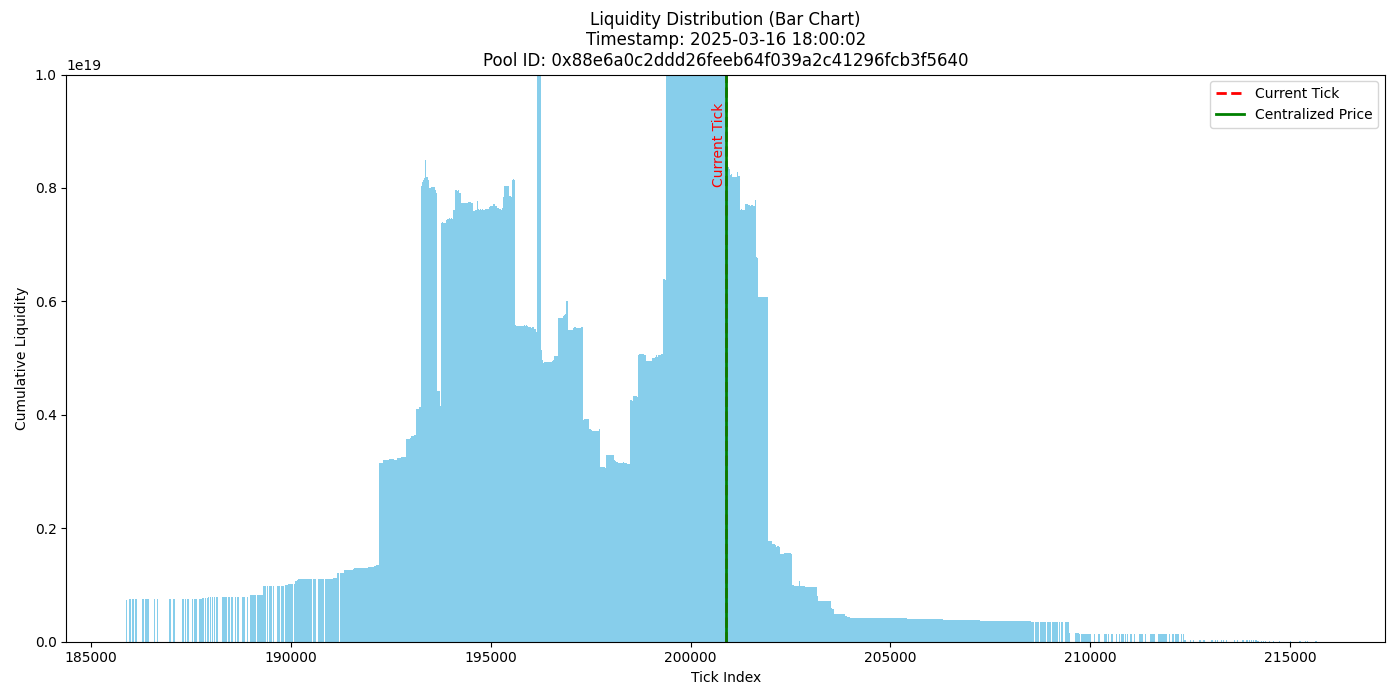 Liquidity Distribution (Bar Chart)
Timestamp: 2025-03-16 18:00:02
Pool ID: 0x88e6a0c2ddd26feeb64f039a2c41296fcb3f5640
1e19
1.0
0.8
0.6
0.4
0.2
0.0
Cumulative Liquidity
Current Tick
Current Tick
Centralized Price
185000 190000 195000 200000 205000 210000 215000
Tick Index